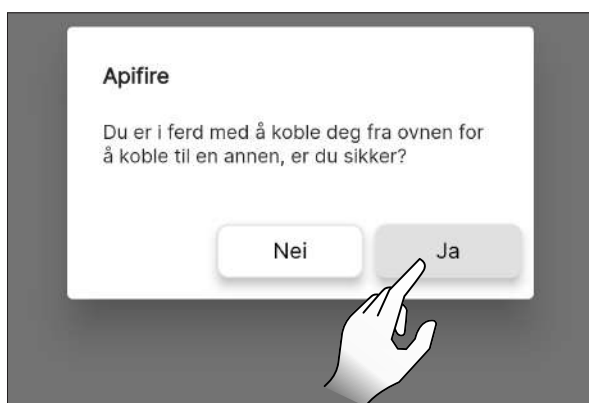 Apifire
Du er i ferd med å koble deg fra ovnen for
å koble til en annen, er du sikker?
Nei
Ja